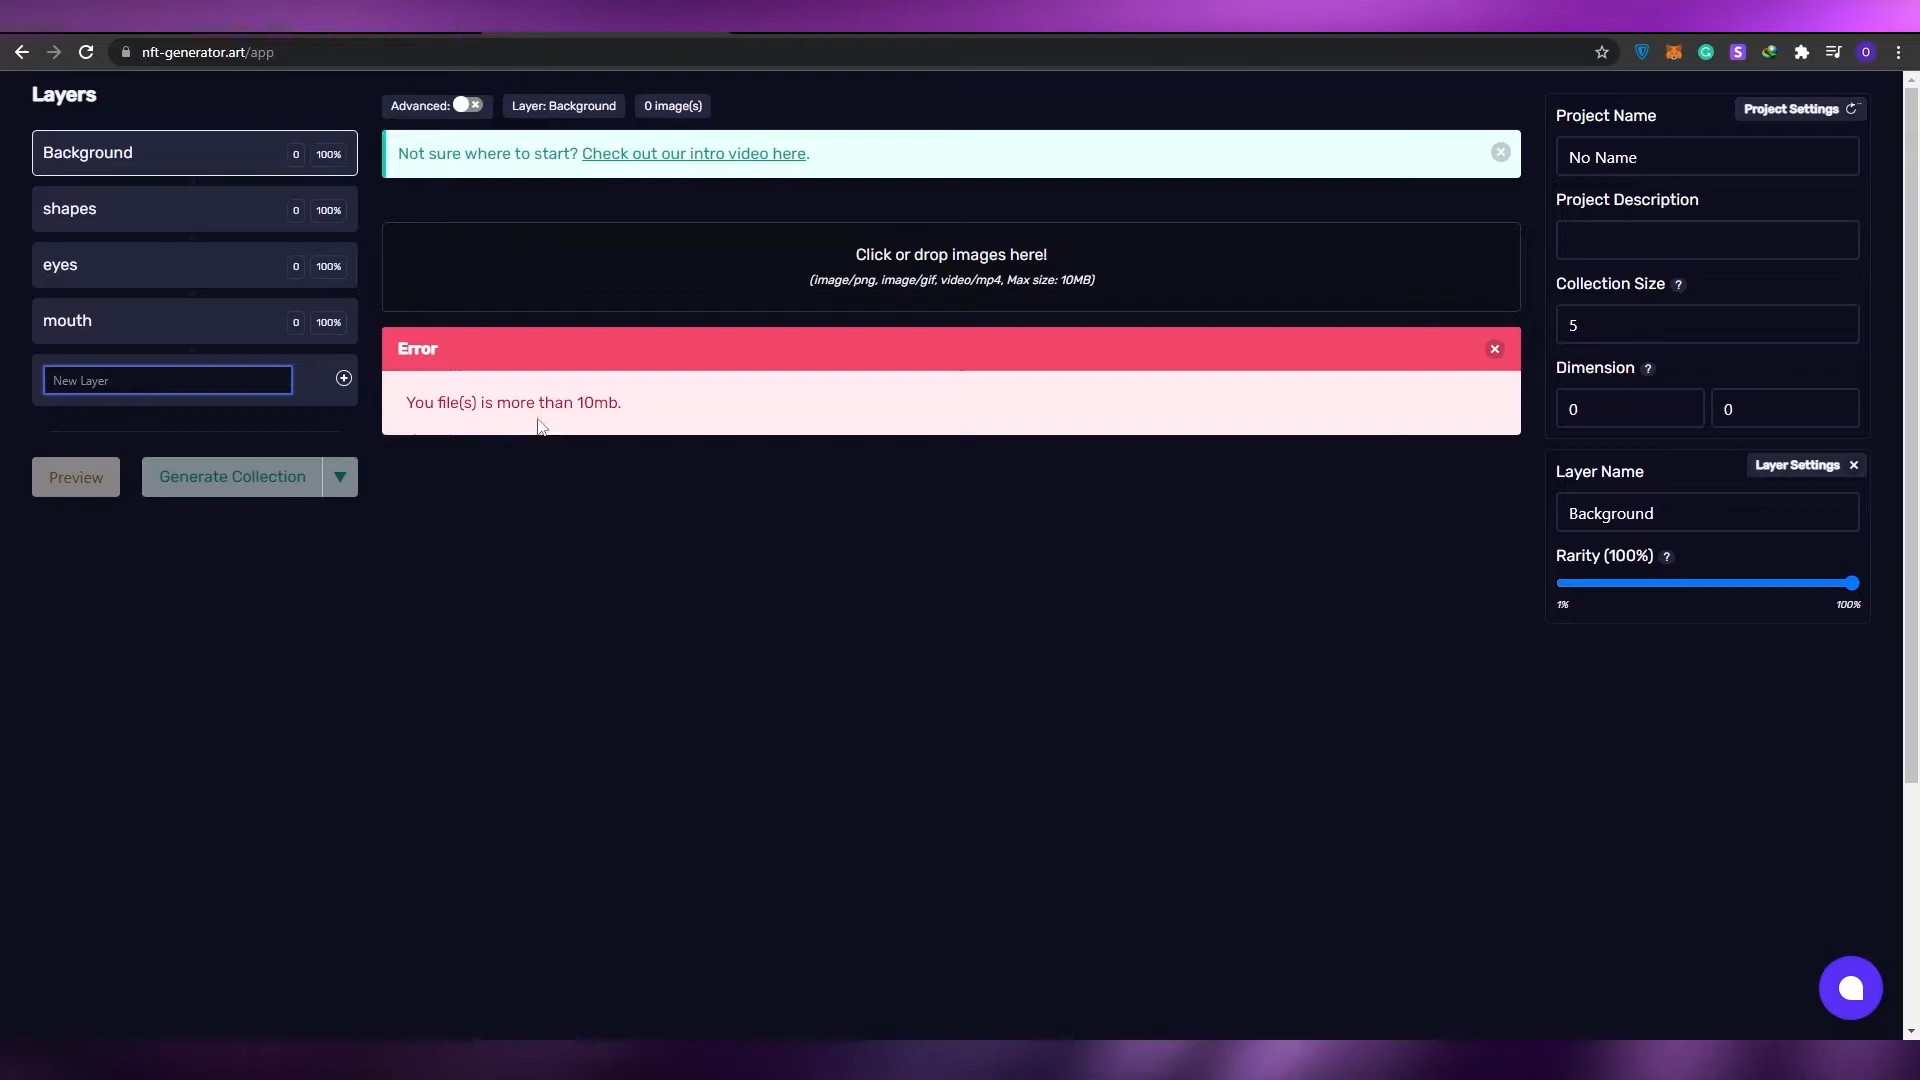 nft-generator.art/app
S
O
Layers
Background 0 100%
shapes 0 100%
eyes 0 100%
mouth 0 100%
New Layer
Preview
Generate Collection
Advanced:
Layer: Background
0 image(s)
Not sure where to start? Check out our intro video here.
Click or drop images here!
(image/png, image/gif, video/mp4, Max size: 10MB)
Error
You file(s) is more than 10mb.
Project Name
Project Settings
No Name
Project Description
Collection Size ?
5
Dimension ?
0 0
Layer Name
Layer Settings
Background
Rarity (100%) ?
1% 100%